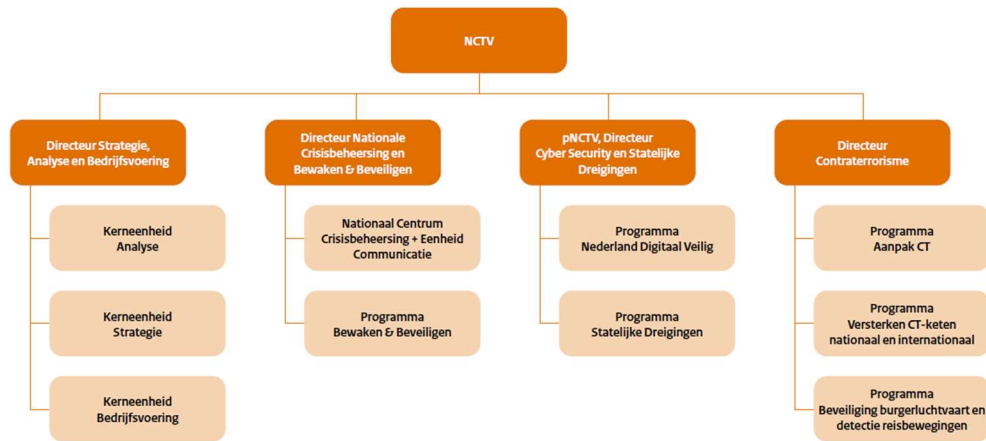 NCTV
Directeur Strategie,
Analyse en Bedrijfsvoering
Kerneenheid
Analyse
Kerneenheid
Strategie
Kerneenheid
Bedrijfsvoering
Directeur Nationale
Crisisbeheersing en
Bewaken & Beveiligen
Nationaal Centrum
Crisisbeheersing + Eenheid
Communicatie
Programma
Bewaken & Beveiligen
pNCTV, Directeur
Cyber Security en Statelijke
Dreigingen
Programma
Nederland Digitaal Veilig
Programma
Statelijke Dreigingen
Directeur
Contraterrorisme
Programma
Aanpak CT
Programma
Versterken CT-keten
nationaal en internationaal
Programma
Beveiliging burgerluchtvaart en
detectie reisbewegingen